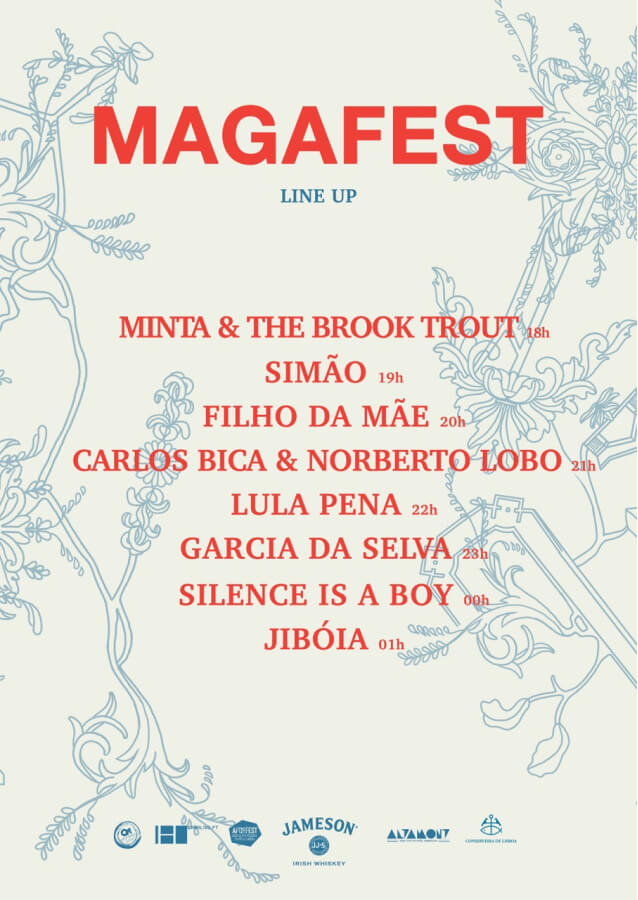 MAGAFEST
LINE UP
MINTA & THE BROOK TROUT 18h
SIMÃO 19h
FILHO DA MÃE 20h
CARLOS BICA & NORBERTO LOBO 21h
LULA PENA 22h
GARCIA DA SELVA 23h
SILENCE IS A BOY 00h
JIBÓIA 01h
JAMESON
JJ&S
IRISH WHISKEY
ALTAMONT
CONSERVEIRA DE LISBOA